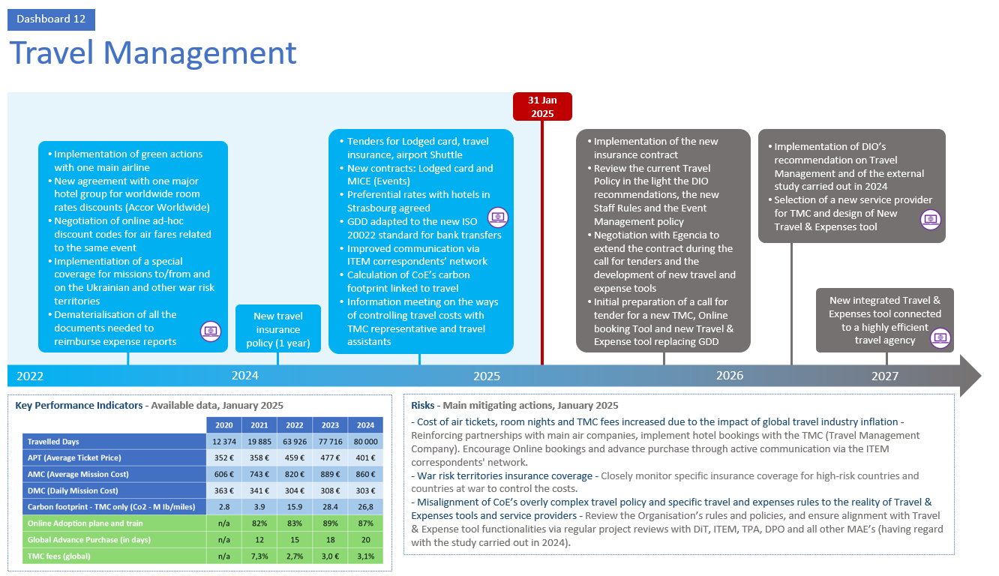 Dashboard 12
Travel Management
31 Jan
2025
• Implementation of green actions
with one main airline
• New agreement with one major
hotel group for worldwide room
rates discounts (Accor Worldwide)
• Negotiation of online ad-hoc
discount codes for air fares related
to the same event
• Implementiation of a special
coverage for missions to/from and
on the Ukrainian and other war risk
territories
• Dematerialisation of all the
documents needed to
reimburse expense reports
New travel
insurance
policy (1 year)
• Tenders for Lodged card, travel
insurance, airport Shuttle
• New contracts: Lodged card and
MICE (Events)
• Preferential rates with hotels in
Strasbourg agreed
• GDD adapted to the new ISO
20022 standard for bank transfers
• Improved communication via
ITEM correspondents' network
• Calculation of CoE's carbon
footprint linked to travel
• Information meeting on the ways
of controlling travel costs with
TMC representative and travel
assistants
• Implementation of the new
insurance contract
• Review the current Travel
Policy in the light the DIO
recommendations, the new
Staff Rules and the Event
Management policy
• Negotiation with Egencia to
extend the contract during the
call for tenders and the
development of new travel and
expense tools
• Initial preparation of a call for
tender for a new TMC, Online
booking Tool and new Travel &
Expense tool replacing GDD
• Implementation of DIO's
recommendation on Travel
Management and of the external
study carried out in 2024
• Selection of a new service provider
for TMC and design of New
Travel & Expenses tool
New integrated Travel &
Expenses tool connected
to a highly efficient
travel agency
2022 2024 2025 2026 2027
Key Performance Indicators - Available data, January 2025
2020 2021 2022 2023 2024
Travelled Days 12 374 19 885 63 926 77 716 80 000
APT (Average Ticket Price) 352 € 358 € 459 € 477 € 401 €
AMC (Average Mission Cost) 606 € 743 € 820 € 889 € 860 €
DMC (Daily Mission Cost) 363 € 341 € 304 € 308 € 303 €
Carbon footprint - TMC only (Co2 - M lb/miles) 2.8 3.9 15.9 28.4 26,8
Online Adoption plane and train n/a 82% 83% 89% 87%
Global Advance Purchase (in days) n/a 12 15 18 20
TMC fees (global) n/a 7,3% 2,7% 3,0 € 3,1%
Risks - Main mitigating actions, January 2025
- Cost of air tickets, room nights and TMC fees increased due to the impact of global travel industry inflation -
Reinforcing partnerships with main air companies, implement hotel bookings with the TMC (Travel Management
Company). Encourage Online bookings and advance purchase through active communication via the ITEM
correspondents' network.
- War risk territories insurance coverage - Closely monitor specific insurance coverage for high-risk countries and
countries at war to control the costs.
- Misalignment of CoE's overly complex travel policy and specific travel and expenses rules to the reality of Travel &
Expenses tools and service providers - Review the Organisation's rules and policies, and ensure alignment with Travel
& Expense tool functionalities via regular project reviews with DiT, ITEM, TPA, DPO and all other MAE's (having regard
with the study carried out in 2024).